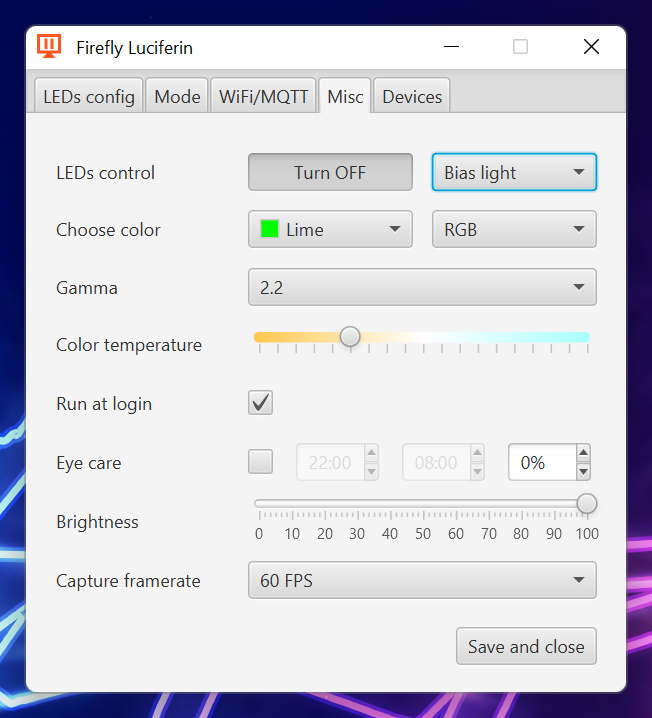 Firefly Luciferin
LEDs config Mode WiFi/MQTT Misc Devices
LEDs control Turn OFF Bias light
Choose color Lime RGB
Gamma 2.2
Color temperature
Run at login
Eye care 22:00 08:00 0%
Brightness
0 10 20 30 40 50 60 70 80 90 100
Capture framerate 60 FPS
Save and close